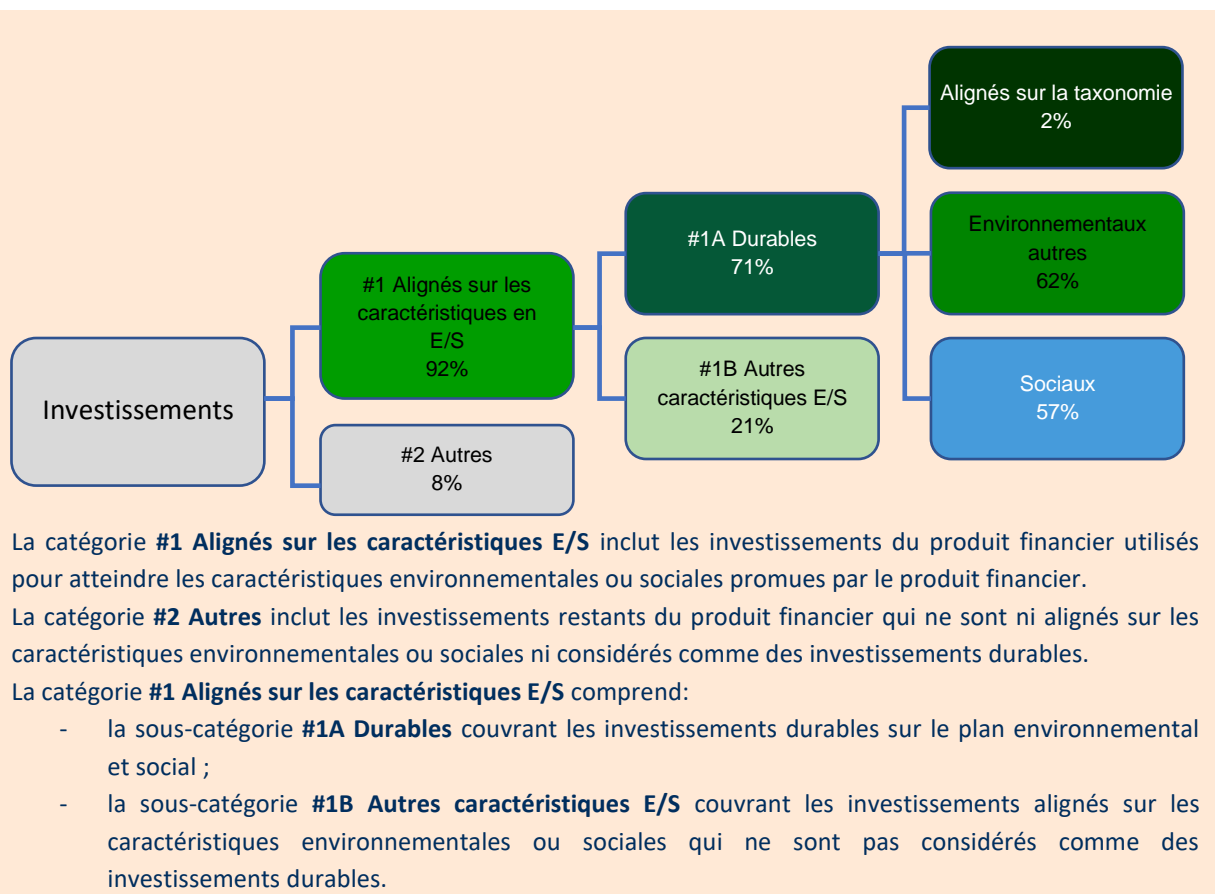 Investissements
#1 Alignés sur les
caractéristiques en
E/S
92%
#2 Autres
8%
#1A Durables
71%
#1B Autres
caractéristiques E/S
21%
Alignés sur la taxonomie
2%
Environnementaux
autres
62%
Sociaux
57%
La catégorie #1 Alignés sur les caractéristiques E/S inclut les investissements du produit financier utilisés
pour atteindre les caractéristiques environnementales ou sociales promues par le produit financier.
La catégorie #2 Autres inclut les investissements restants du produit financier qui ne sont ni alignés sur les
caractéristiques environnementales ou sociales ni considérés comme des investissements durables.
La catégorie #1 Alignés sur les caractéristiques E/S comprend:
- la sous-catégorie #1A Durables couvrant les investissements durables sur le plan environnemental
et social ;
- la sous-catégorie #1B Autres caractéristiques E/S couvrant les investissements alignés sur les
caractéristiques environnementales ou sociales qui ne sont pas considérés comme des
investissements durables.